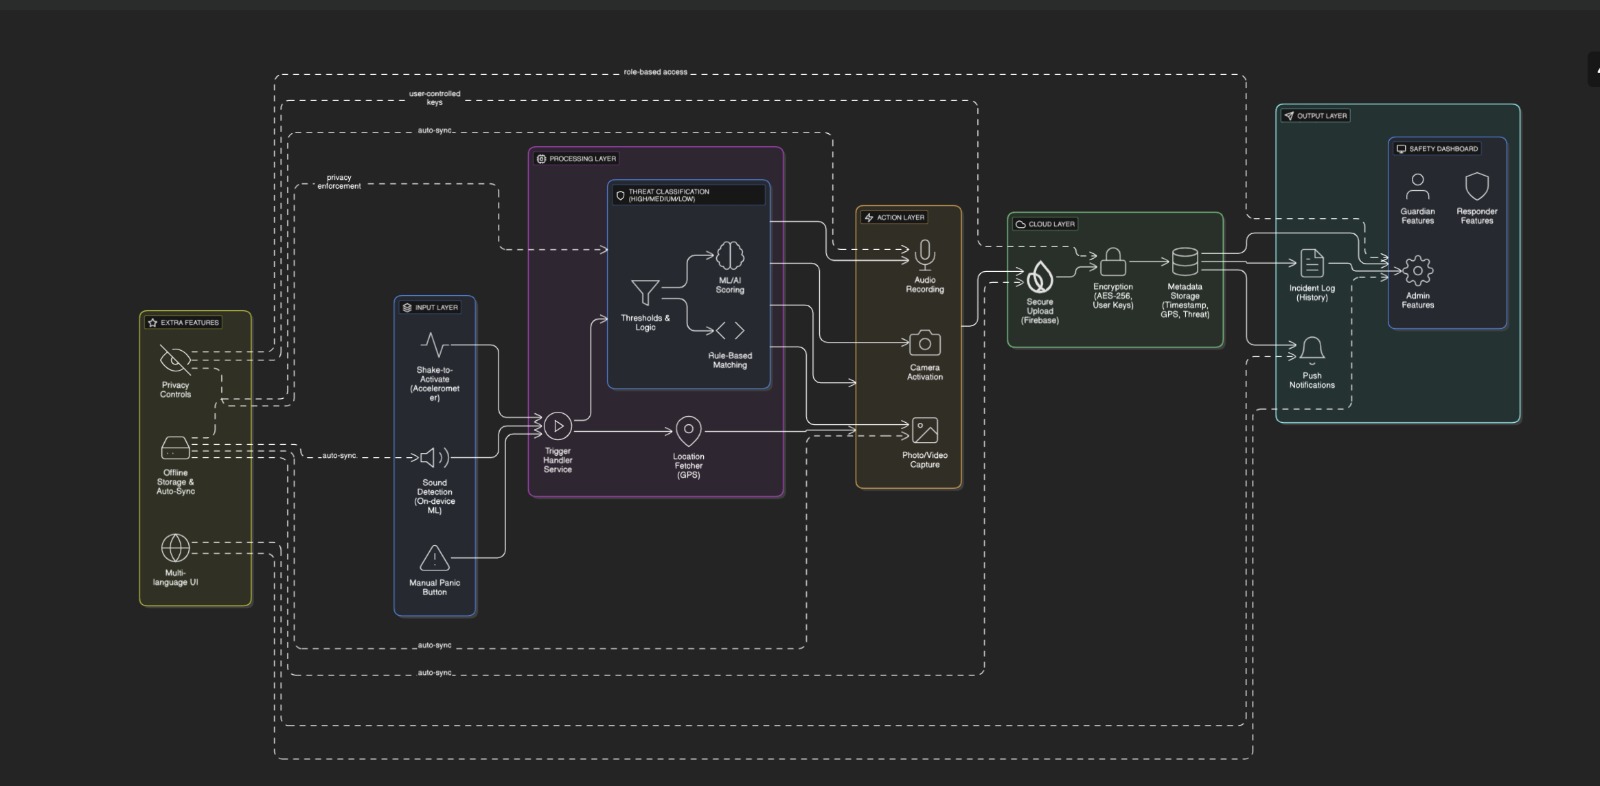 role-based access
user-controlled
keys
auto-sync
privacy
enforcement
EXTRA FEATURES
Privacy
Controls
Offline
Storage &
Auto-Sync
Multi-
language UI
auto-sync
INPUT LAYER
Shake-to-
Activate
(Acceleromet
er)
Sound
Detection
(On-device
ML)
Manual Panic
Button
PROCESSING LAYER
THREAT CLASSIFICATION
(HIGH/MEDIUM/LOW)
ML/AI
Scoring
Thresholds &
Logic
Rule-Based
Matching
Trigger
Handler
Service
Location
Fetcher
(GPS)
ACTION LAYER
Audio
Recording
Camera
Activation
Photo/Video
Capture
CLOUD LAYER
Secure
Upload
(Firebase)
Encryption
(AES-256,
User Keys)
Metadata
Storage
(Timestamp,
GPS, Threat)
OUTPUT LAYER
SAFETY DASHBOARD
Guardian
Features
Responder
Features
Admin
Features
Incident Log
(History)
Push
Notifications
auto-sync
auto-sync